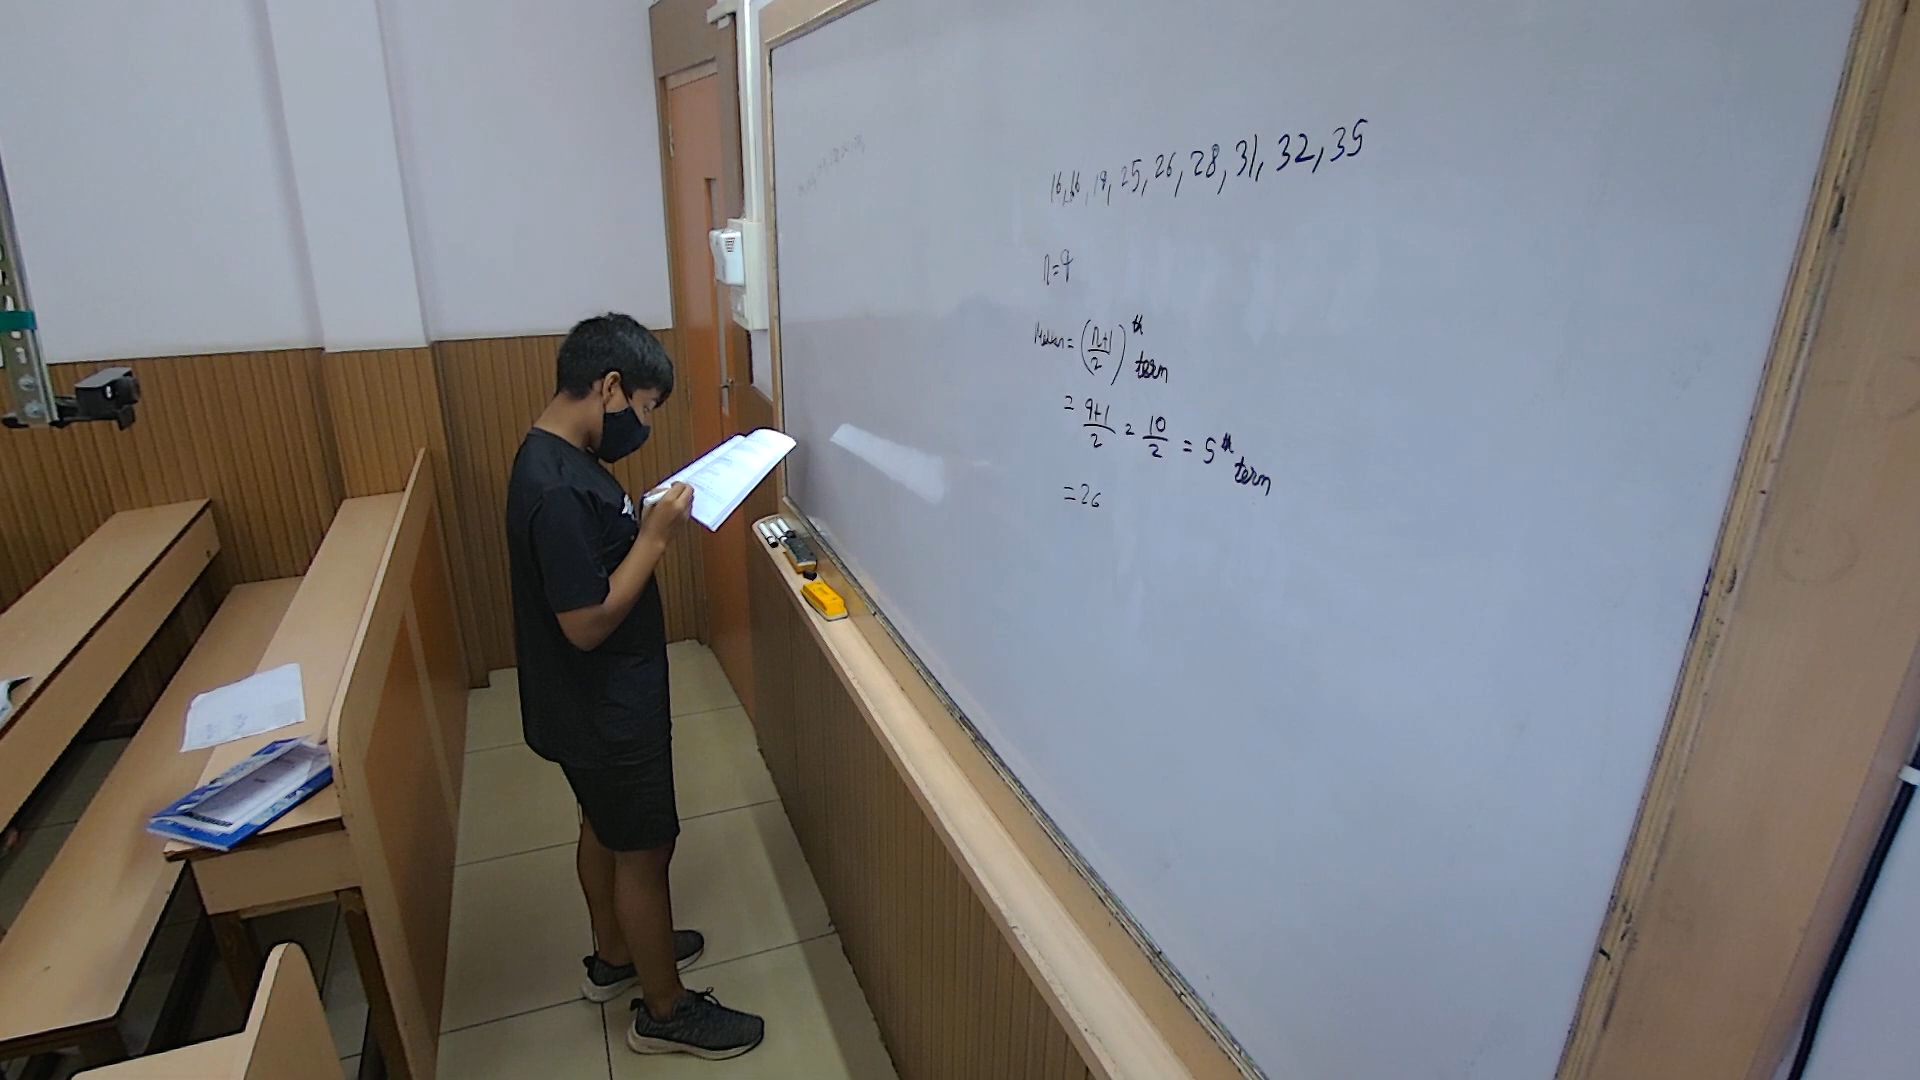 16, 16, 19, 25, 26, 28, 31, 32, 35
n=9
Median = (n+1/2)th term
= 9+1/2 = 10/2 = 5th term
=26